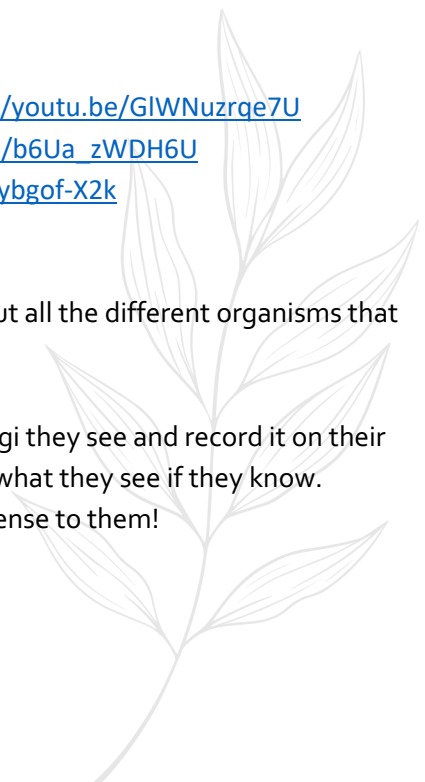 /youtu.be/GlWNuzrqe7U
/b6Ua_zWDH6U
ybgof-X2k
ut all the different organisms that
gi they see and record it on their
what they see if they know.
ense to them!